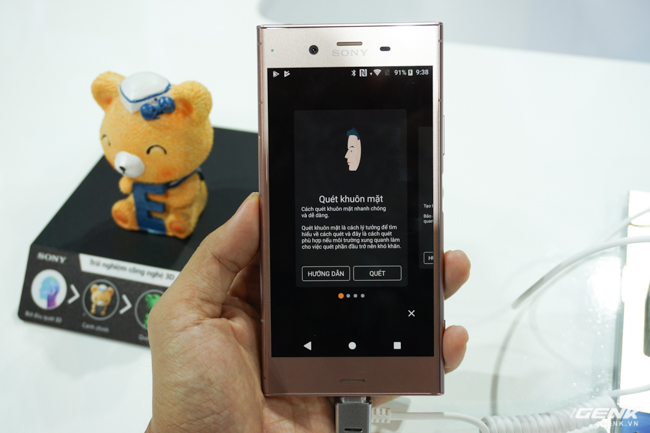 SONY
91% 9:38
Quét khuôn mặt
Cách quét khuôn mặt nhanh chóng
và dễ dàng.
Quét khuôn mặt là cách lý tưởng để tìm
hiểu về cách quét và đây là cách quét
phù hợp nếu môi trường xung quanh làm
cho việc quét phần đầu trở nên khó khăn.
HƯỚNG DẪN QUÉT
E
SONY
Trải nghiệm công nghệ 3D
GENK